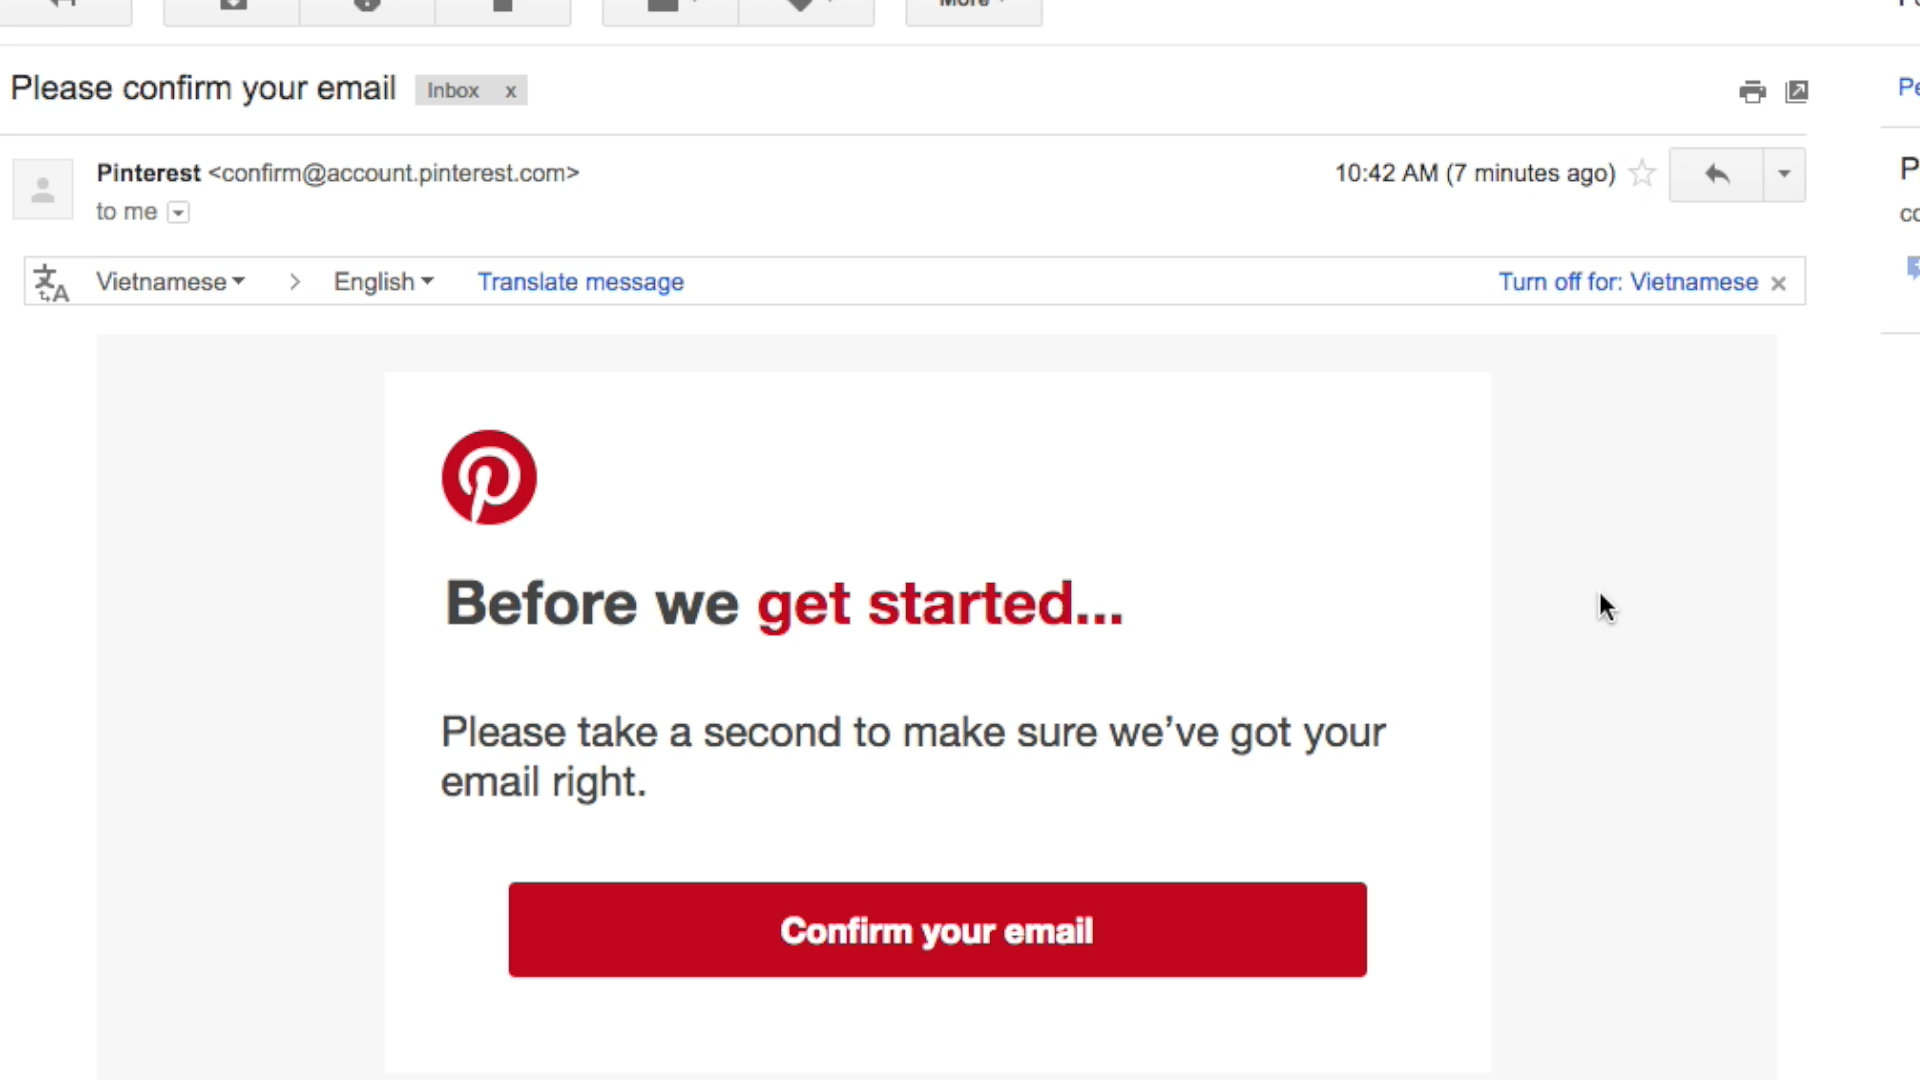 Please confirm your email Inbox x
Pinterest <confirm@account.pinterest.com> 10:42 AM (7 minutes ago)
to me
Vietnamese > English Translate message Turn off for: Vietnamese x
Before we get started...
Please take a second to make sure we’ve got your
email right.
Confirm your email